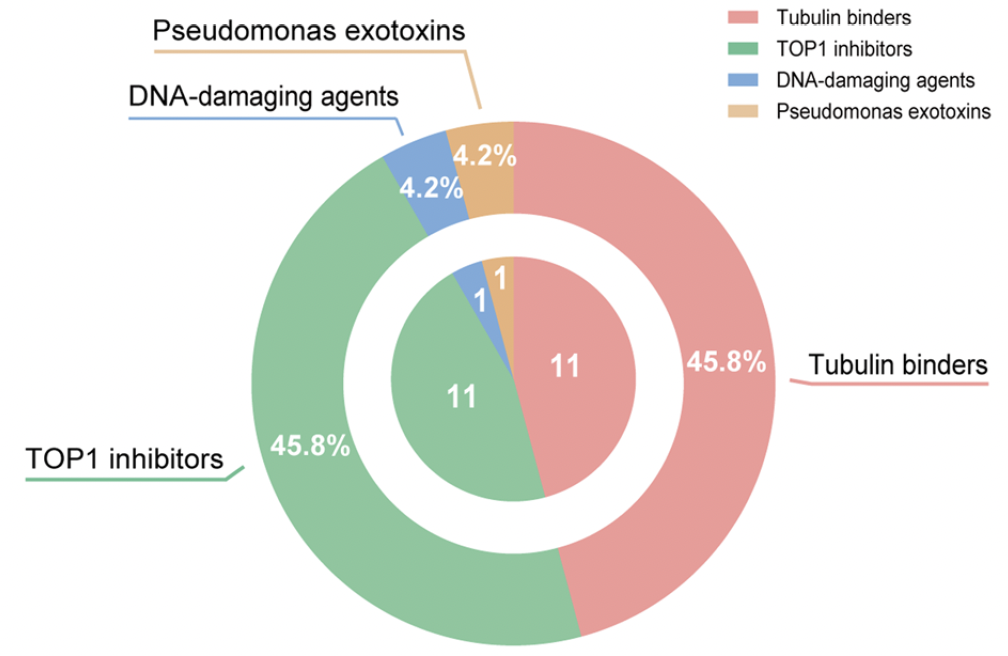 Pseudomonas exotoxins
DNA-damaging agents
Tubulin binders
TOP1 inhibitors
DNA-damaging agents
Pseudomonas exotoxins
4.2%
4.2%
1
1
11
11
45.8%
45.8%
Tubulin binders
TOP1 inhibitors